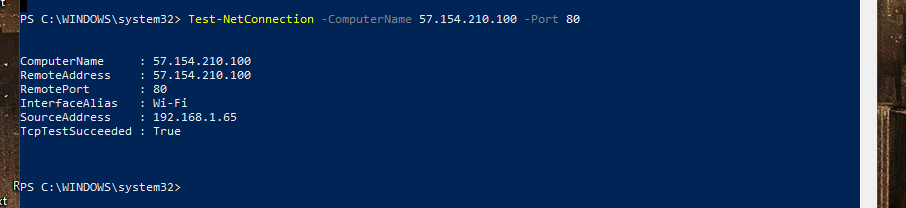 PS C:\WINDOWS\system32> Test-NetConnection -ComputerName 57.154.210.100 -Port 80
ComputerName     : 57.154.210.100
RemoteAddress    : 57.154.210.100
RemotePort       : 80
InterfaceAlias   : Wi-Fi
SourceAddress    : 192.168.1.65
TcpTestSucceeded : True
PS C:\WINDOWS\system32>